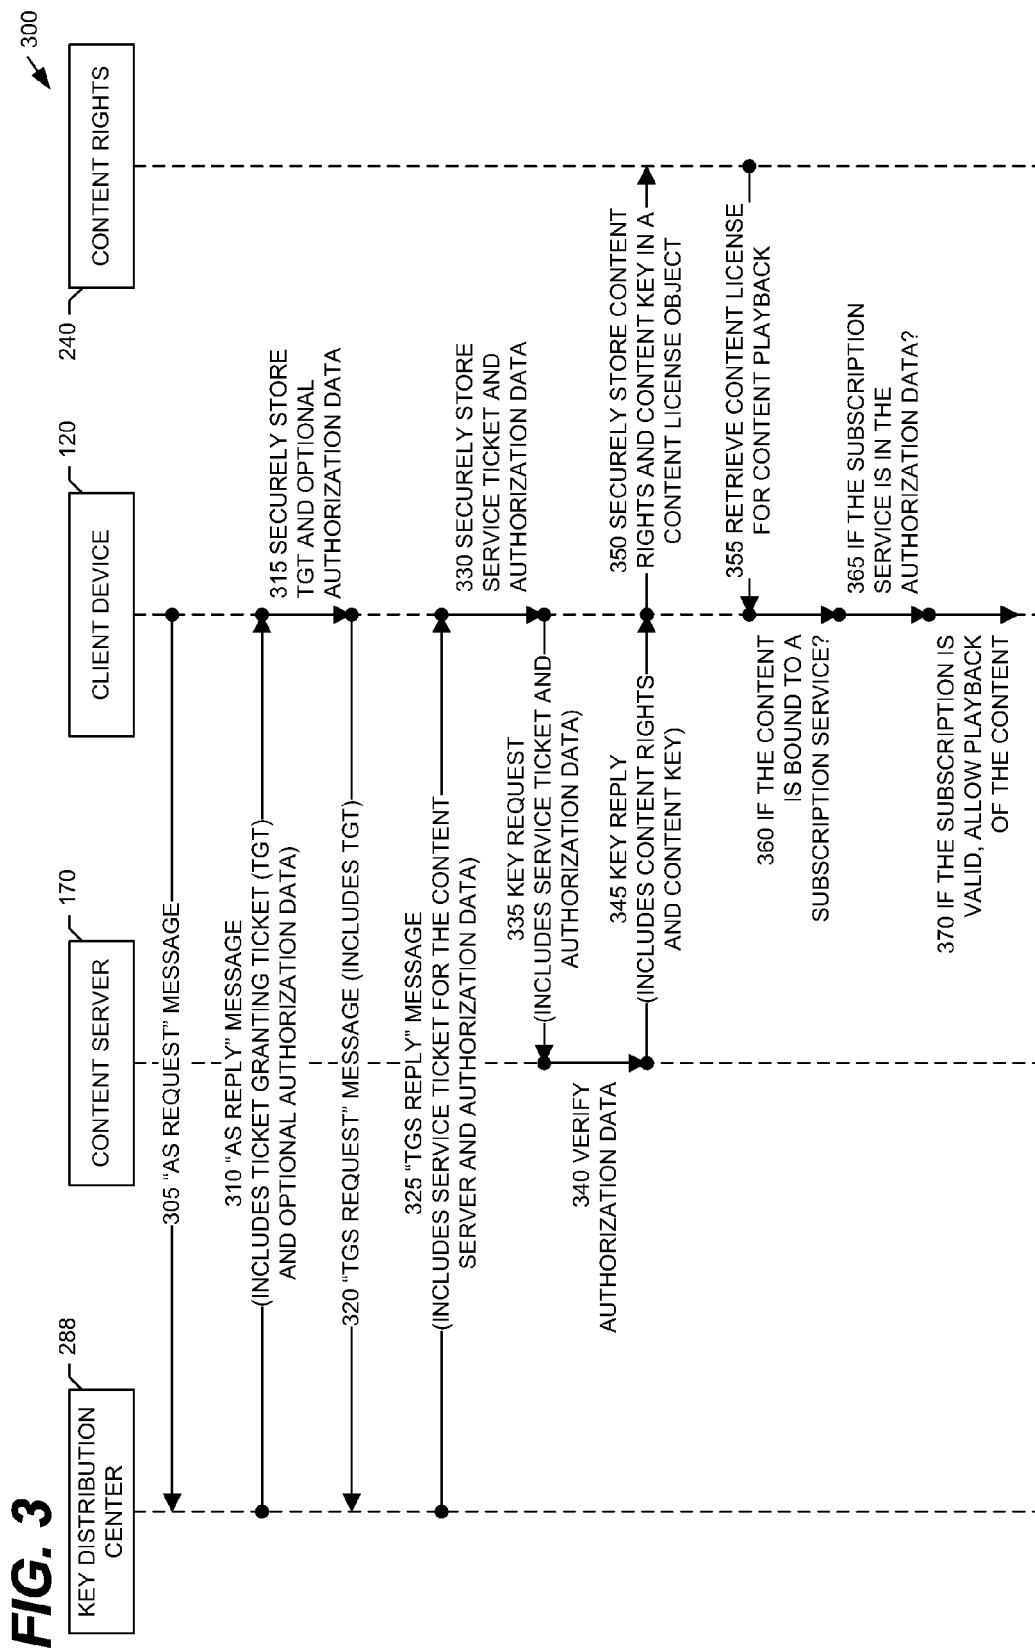 FIG. 3
300
KEY DISTRIBUTION
CENTER
288
CONTENT SERVER
170
CLIENT DEVICE
120
CONTENT RIGHTS
240
305 “AS REQUEST” MESSAGE
310 “AS REPLY” MESSAGE
(INCLUDES TICKET GRANTING TICKET (TGT)
AND OPTIONAL AUTHORIZATION DATA)
315 SECURELY STORE
TGT AND OPTIONAL
AUTHORIZATION DATA
320 “TGS REQUEST” MESSAGE (INCLUDES TGT)
325 “TGS REPLY” MESSAGE
(INCLUDES SERVICE TICKET FOR THE CONTENT
SERVER AND AUTHORIZATION DATA)
330 SECURELY STORE
SERVICE TICKET AND
AUTHORIZATION DATA
335 KEY REQUEST
(INCLUDES SERVICE TICKET AND
AUTHORIZATION DATA)
340 VERIFY
AUTHORIZATION DATA
345 KEY REPLY
(INCLUDES CONTENT RIGHTS
AND CONTENT KEY)
350 SECURELY STORE CONTENT
RIGHTS AND CONTENT KEY IN A
CONTENT LICENSE OBJECT
355 RETRIEVE CONTENT LICENSE
FOR CONTENT PLAYBACK
360 IF THE CONTENT
IS BOUND TO A
SUBSCRIPTION SERVICE?
365 IF THE SUBSCRIPTION
SERVICE IS IN THE
AUTHORIZATION DATA?
370 IF THE SUBSCRIPTION IS
VALID, ALLOW PLAYBACK
OF THE CONTENT